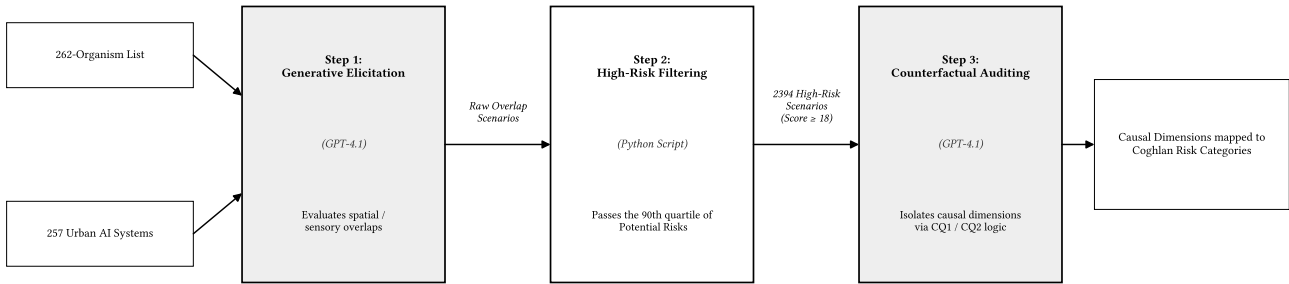 262-Organism List
257 Urban AI Systems
Step 1:
Generative Elicitation
(GPT-4.1)
Evaluates spatial /
sensory overlaps
Raw Overlap
Scenarios
Step 2:
High-Risk Filtering
(Python Script)
Passes the 90th quartile of
Potential Risks
2394 High-Risk
Scenarios
(Score ≥ 18)
Step 3:
Counterfactual Auditing
(GPT-4.1)
Isolates causal dimensions
via CQ1 / CQ2 logic
Causal Dimensions mapped to
Coghlan Risk Categories